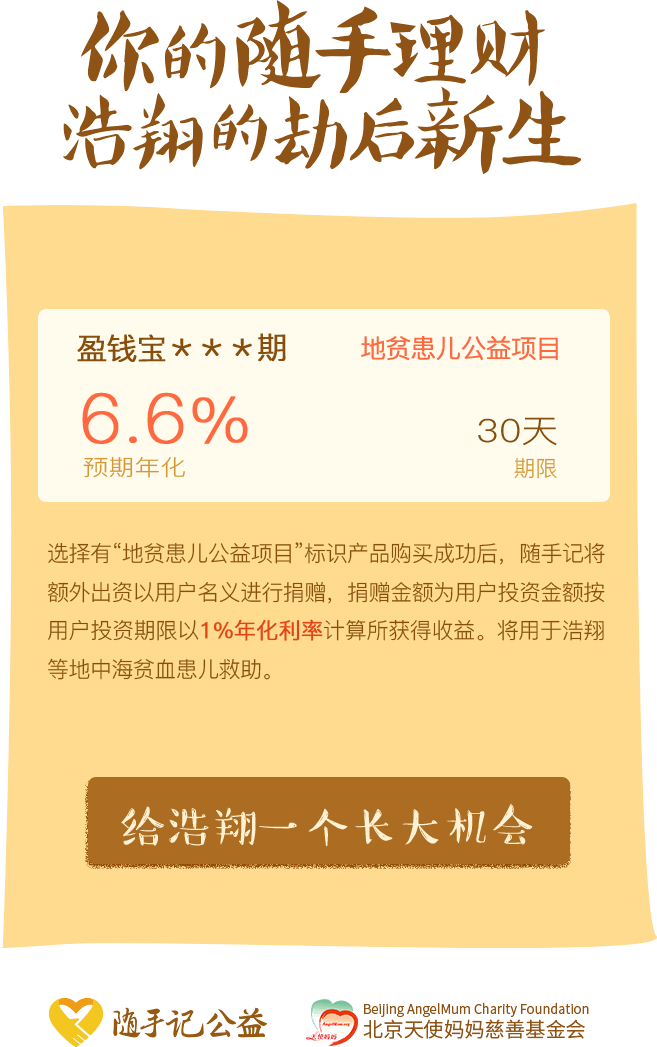 你的随手理财
浩翔的劫后新生
盈钱宝＊＊＊期
地贫患儿公益项目
6.6%
预期年化
30天
期限
选择有“地贫患儿公益项目”标识产品购买成功后，随手记将
额外出资以用户名义进行捐赠，捐赠金额为用户投资金额按
用户投资期限以1%年化利率计算所获得收益。将用于浩翔
等地中海贫血患儿救助。
给浩翔一个长大机会
随手记公益
AngelMum.org
天使妈妈
Beijing AngelMum Charity Foundation
北京天使妈妈慈善基金会